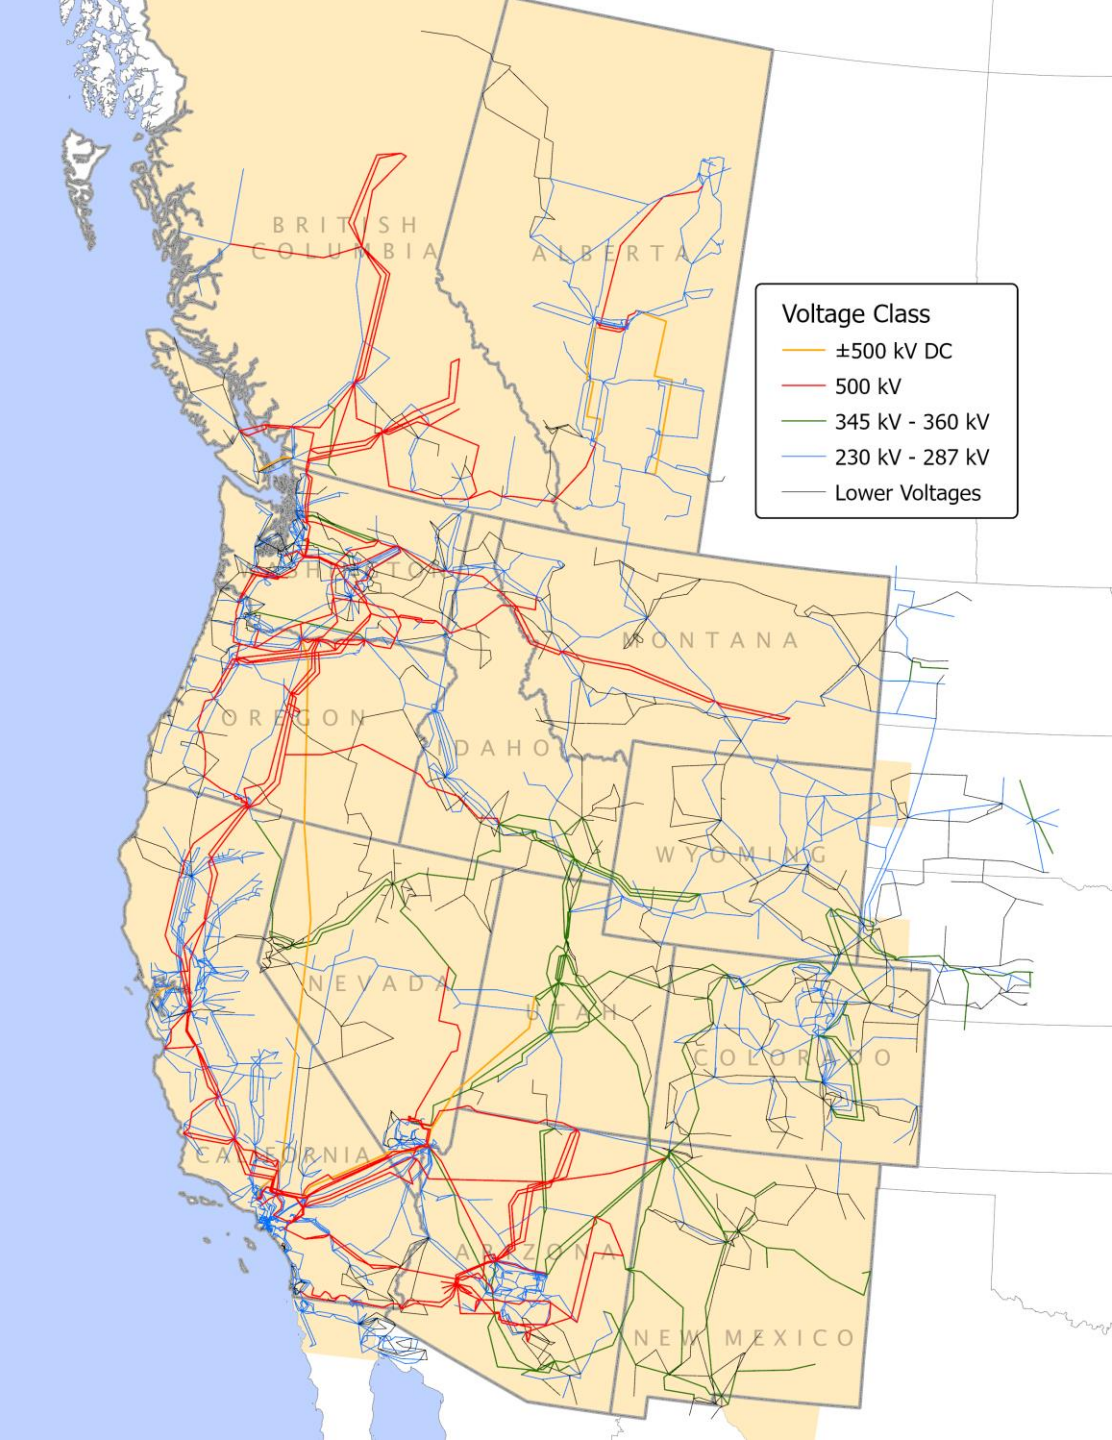 BRITISH
COLUMBIA
ALBERTA
Voltage Class
±500 kV DC
500 kV
345 kV - 360 kV
230 kV - 287 kV
Lower Voltages
WASHINGTON
MONTANA
OREGON
IDAHO
WYOMING
NEVADA
UTAH
COLORADO
CALIFORNIA
ARIZONA
NEW MEXICO